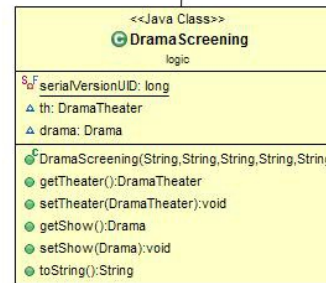 <<Java Class>>
DramaScreening
logic
serialVersionUID: long
th: DramaTheater
drama: Drama
DramaScreening(String,String,String,String,String
getTheater():DramaTheater
setTheater(DramaTheater):void
getShow():Drama
setShow(Drama):void
toString():String